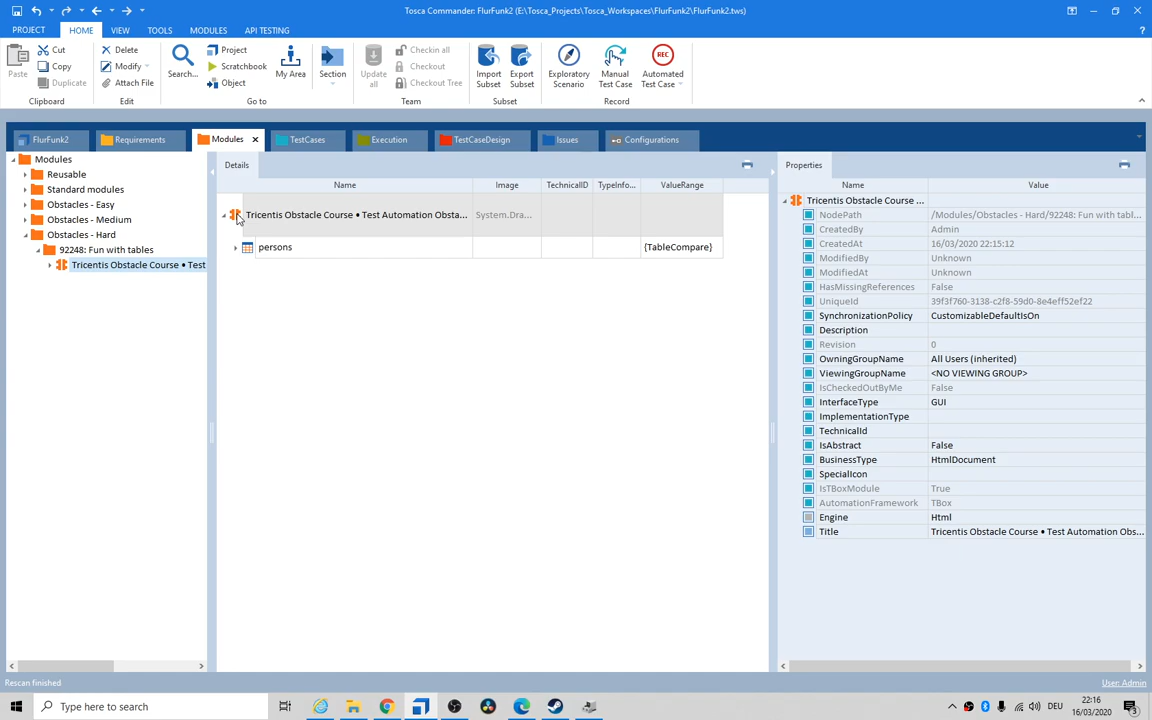 Tosca Commander: FlurFunk2 (E:\Tosca_Projects\Tosca_Workspaces\FlurFunk2\FlurFunk2.tws)
PROJECT HOME VIEW TOOLS MODULES API TESTING
Paste
Cut
Copy
Duplicate
Clipboard
Delete
Modify
Attach File
Edit
Search...
Project
Scratchbook
Object
My Area
Go to
Section
Update all
Checkin all
Checkout
Checkout Tree
Team
Import Subset
Export Subset
Subset
Exploratory Scenario
Manual Test Case
REC
Automated Test Case
Record
FlurFunk2 Requirements Modules TestCases Execution TestCaseDesign Issues Configurations
Modules
Reusable
Standard modules
Obstacles - Easy
Obstacles - Medium
Obstacles - Hard
92248: Fun with tables
Tricentis Obstacle Course • Test
Details
Name Image TechnicalID TypeInfo... ValueRange
Tricentis Obstacle Course • Test Automation Obsta... System.Dra...
persons {TableCompare}
Properties
Name Value
Tricentis Obstacle Course ...
NodePath /Modules/Obstacles - Hard/92248: Fun with tabl...
CreatedBy Admin
CreatedAt 16/03/2020 22:15:12
ModifiedBy Unknown
ModifiedAt Unknown
HasMissingReferences False
UniqueId 39f3f760-3138-c2f8-59d0-8e4eff52ef22
SynchronizationPolicy CustomizableDefaultIsOn
Description
Revision 0
OwningGroupName All Users (inherited)
ViewingGroupName <NO VIEWING GROUP>
IsCheckedOutByMe False
InterfaceType GUI
ImplementationType
TechnicalId
IsAbstract False
BusinessType HtmlDocument
SpecialIcon
IsTBoxModule True
AutomationFramework TBox
Engine Html
Title Tricentis Obstacle Course • Test Automation Obs...
Rescan finished
User: Admin
Type here to search
DEU
22:16
16/03/2020
3